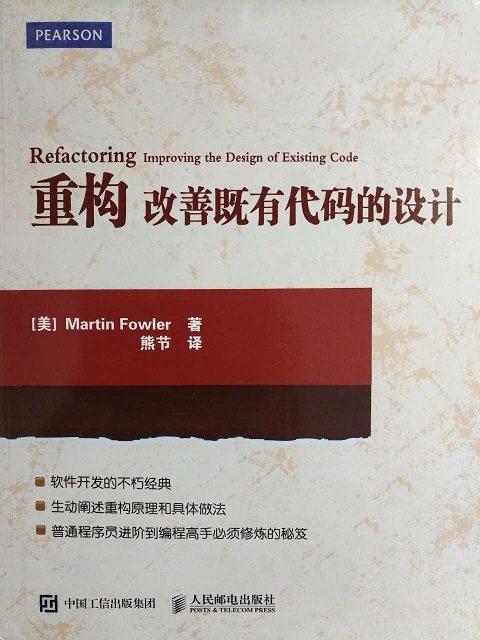 PEARSON
Refactoring Improving the Design of Existing Code
重构 改善既有代码的设计
[美] Martin Fowler 著
熊节 译
软件开发的不朽经典
生动阐述重构原理和具体做法
普通程序员进阶到编程高手必须修炼的秘笈
中国工信出版集团 人民邮电出版社
POSTS & TELECOM PRESS